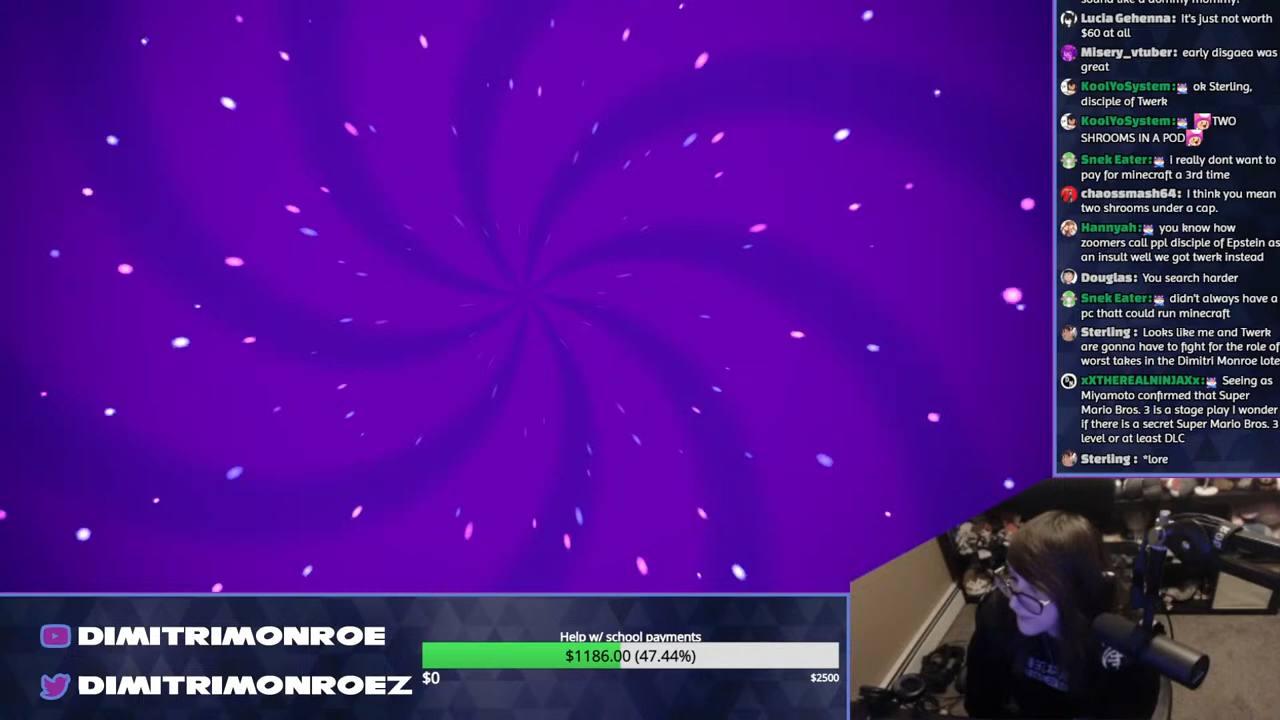 sound like a dommy mommy?
Lucia Gehenna: It's just not worth
$60 at all
Misery_vtuber: early disgaea was
great
KoolYoSystem: ok Sterling,
disciple of Twerk
KoolYoSystem: TWO
SHROOMS IN A POD
Snek Eater: I really dont want to
pay for minecraft a 3rd time
chaossmash64: I think you mean
two shrooms under a cap.
Hannyah: you know how
zoomers call ppl disciple of Epstein as
an insult well we got twerk instead
Douglas: You search harder
Snek Eater: didn't always have a
pc thatt could run minecraft
Sterling: Looks like me and Twerk
are gonna have to fight for the role of
worst takes in the Dimitri Monroe lote
xXTHEREALNINJAXx: Seeing as
Miyamoto confirmed that Super
Mario Bros. 3 is a stage play I wonder
if there is a secret Super Mario Bros. 3
level or at least DLC
Sterling: *lore
DIMITRIMONROE
DIMITRIMONROEZ
Help w/ school payments
$1186.00 (47.44%)
$0
$2500